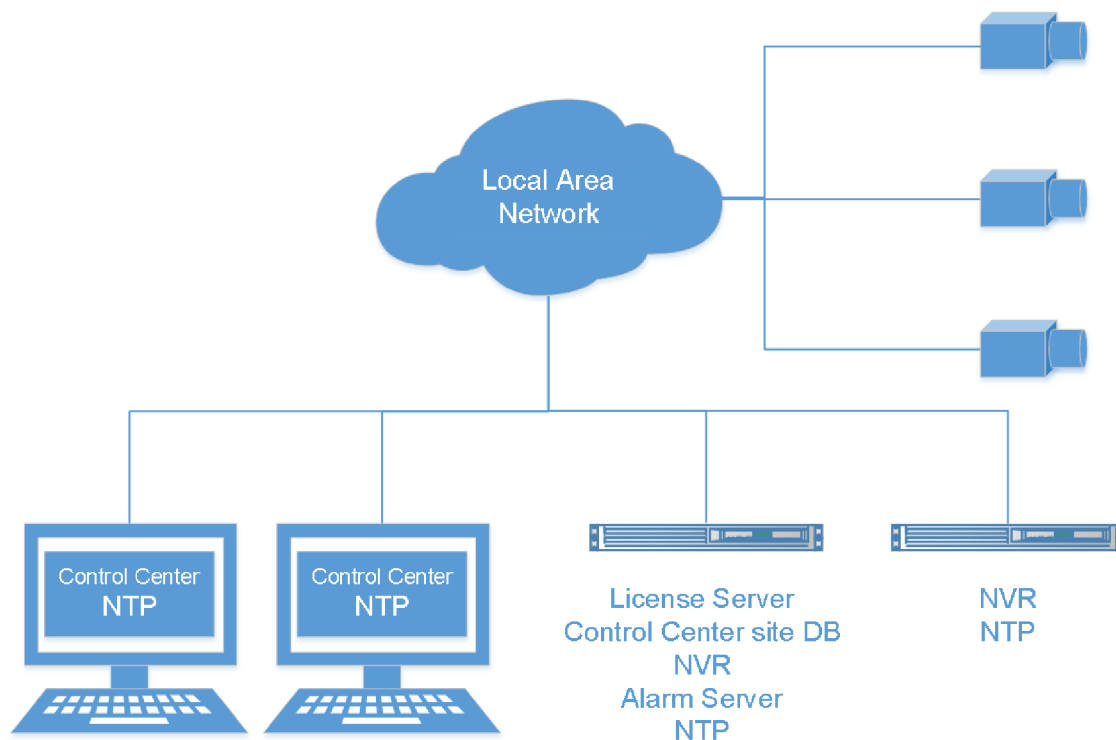 Local Area
Network
Control Center
NTP
Control Center
NTP
License Server
Control Center site DB
NVR
Alarm Server
NTP
NVR
NTP